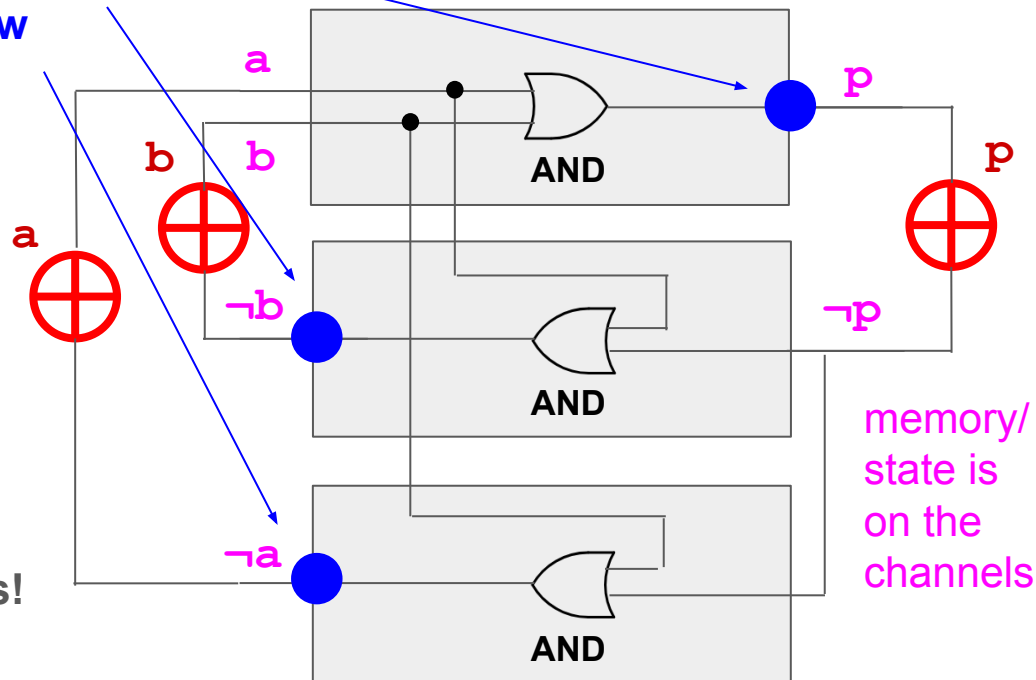 w
a
p
AND
b
b
p
a
¬b
¬p
AND
memory/
state is
on the
channels
¬a
s!
AND